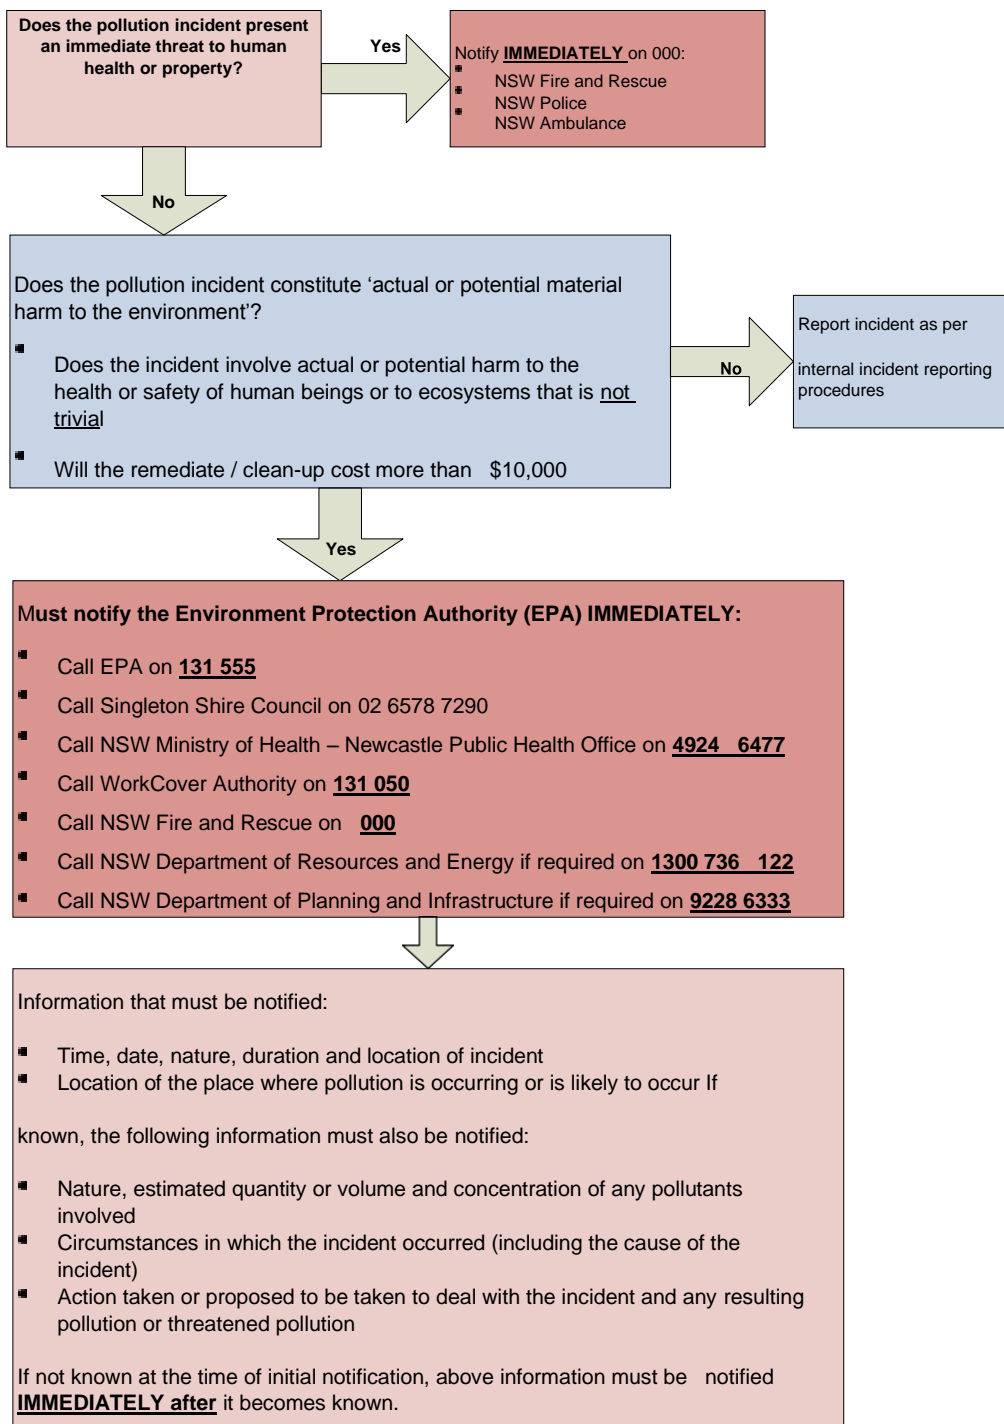 Does the pollution incident present
an immediate threat to human
health or property?
Yes
Notify IMMEDIATELY on 000:
NSW Fire and Rescue
NSW Police
NSW Ambulance
No
Does the pollution incident constitute ‘actual or potential material
harm to the environment’?
Does the incident involve actual or potential harm to the
health or safety of human beings or to ecosystems that is not
trivial
Will the remediate / clean-up cost more than $10,000
No
Report incident as per
internal incident reporting
procedures
Yes
Must notify the Environment Protection Authority (EPA) IMMEDIATELY:
Call EPA on 131 555
Call Singleton Shire Council on 02 6578 7290
Call NSW Ministry of Health – Newcastle Public Health Office on 4924 6477
Call WorkCover Authority on 131 050
Call NSW Fire and Rescue on 000
Call NSW Department of Resources and Energy if required on 1300 736 122
Call NSW Department of Planning and Infrastructure if required on 9228 6333
Information that must be notified:
Time, date, nature, duration and location of incident
Location of the place where pollution is occurring or is likely to occur If
known, the following information must also be notified:
Nature, estimated quantity or volume and concentration of any pollutants
involved
Circumstances in which the incident occurred (including the cause of the
incident)
Action taken or proposed to be taken to deal with the incident and any resulting
pollution or threatened pollution
If not known at the time of initial notification, above information must be notified
IMMEDIATELY after it becomes known.